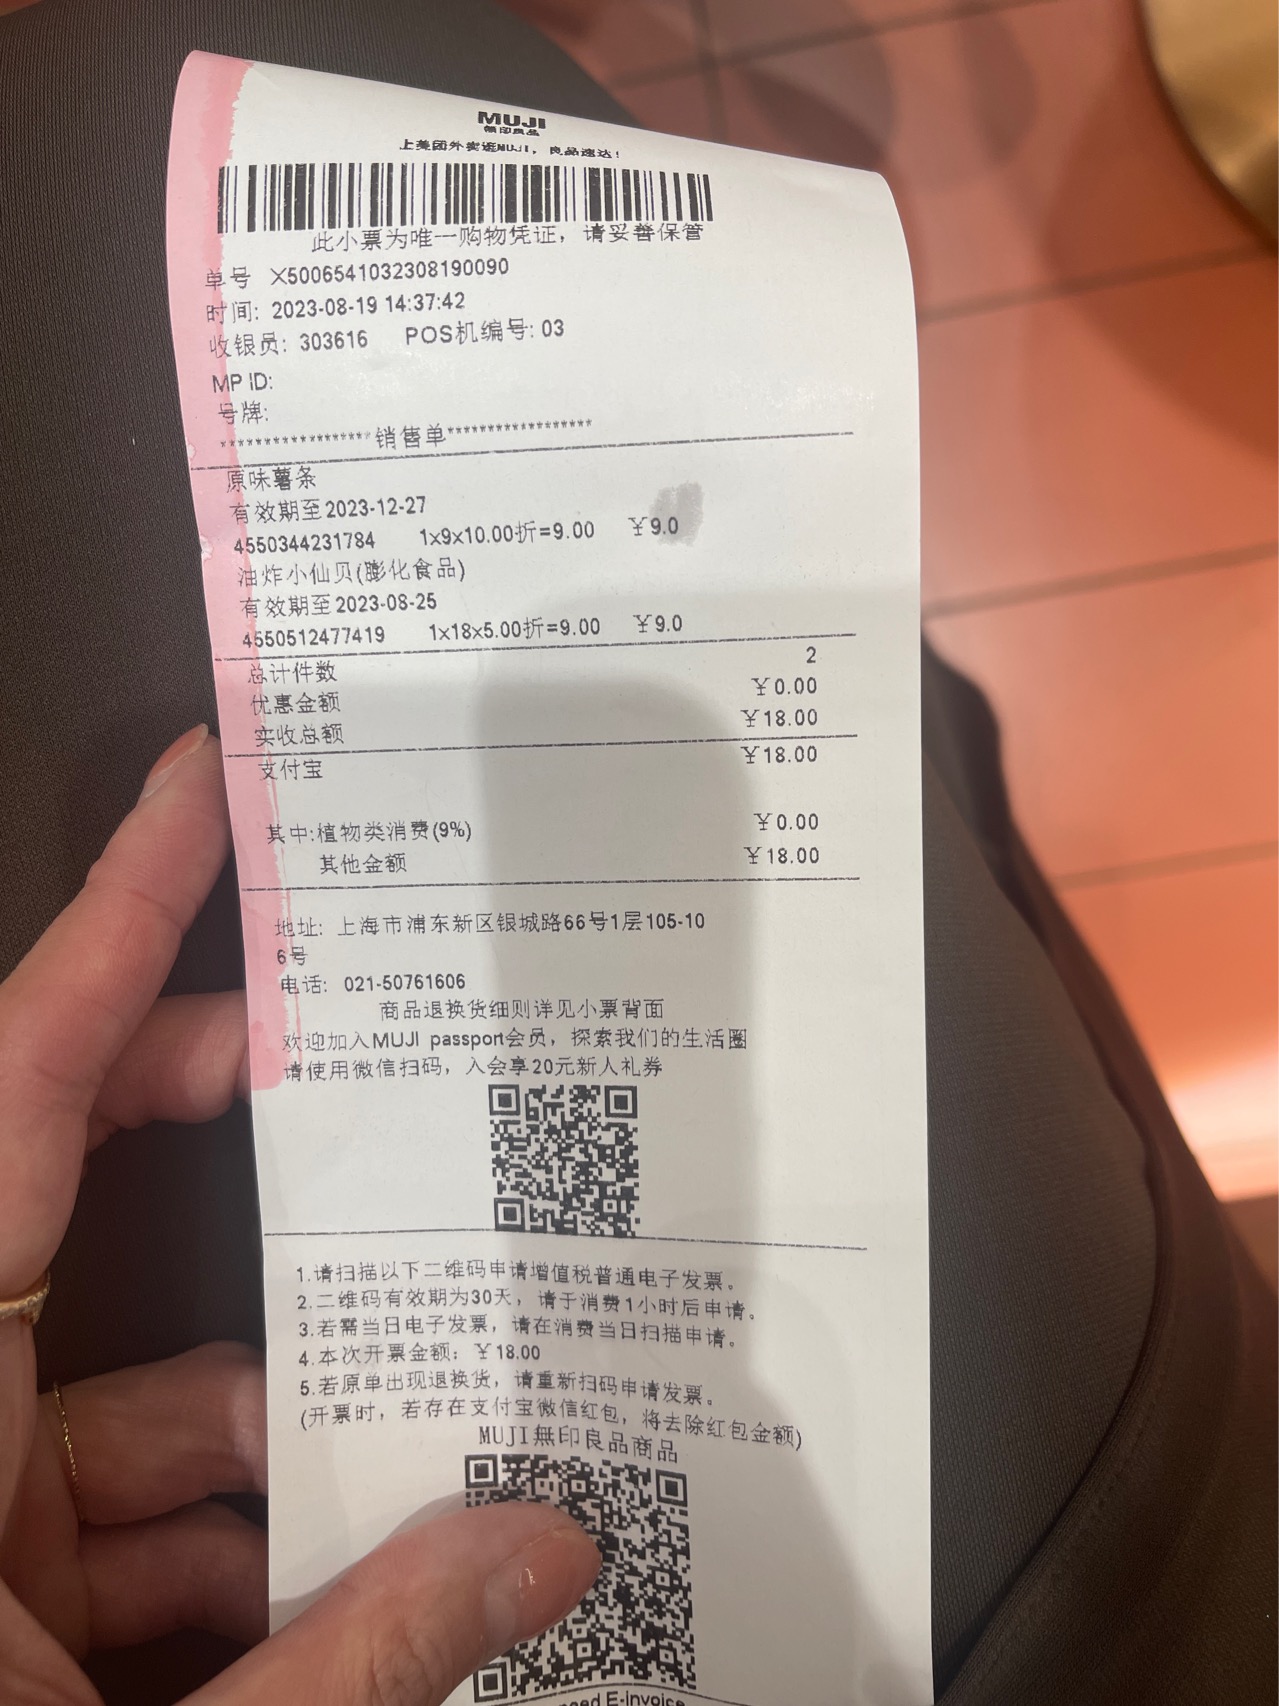 MUJI
無印良品
上美团外卖逛MUJI，良品速达！
此小票为唯一购物凭证，请妥善保管
单号 X5006541032308190090
时间: 2023-08-19 14:37:42
收银员: 303616 POS机编号: 03
MP ID:
号牌:
******************销售单******************
原味薯条
有效期至2023-12-27
4550344231784 1x9x10.00折=9.00 ￥9.0
油炸小仙贝(膨化食品)
有效期至2023-08-25
4550512477419 1x18x5.00折=9.00 ￥9.0
总计件数 2
优惠金额 ￥0.00
实收总额 ￥18.00
支付宝 ￥18.00
其中:植物类消费(9%) ￥0.00
其他金额 ￥18.00
地址: 上海市浦东新区银城路66号1层105-10
6号
电话: 021-50761606
商品退换货细则详见小票背面
欢迎加入MUJI passport会员，探索我们的生活圈
请使用微信扫码，入会享20元新人礼券
1.请扫描以下二维码申请增值税普通电子发票。
2.二维码有效期为30天，请于消费1小时后申请。
3.若需当日电子发票，请在消费当日扫描申请。
4.本次开票金额: ￥18.00
5.若原单出现退换货，请重新扫码申请发票。
(开票时，若存在支付宝微信红包，将去除红包金额)
MUJI無印良品商品
E-invoice